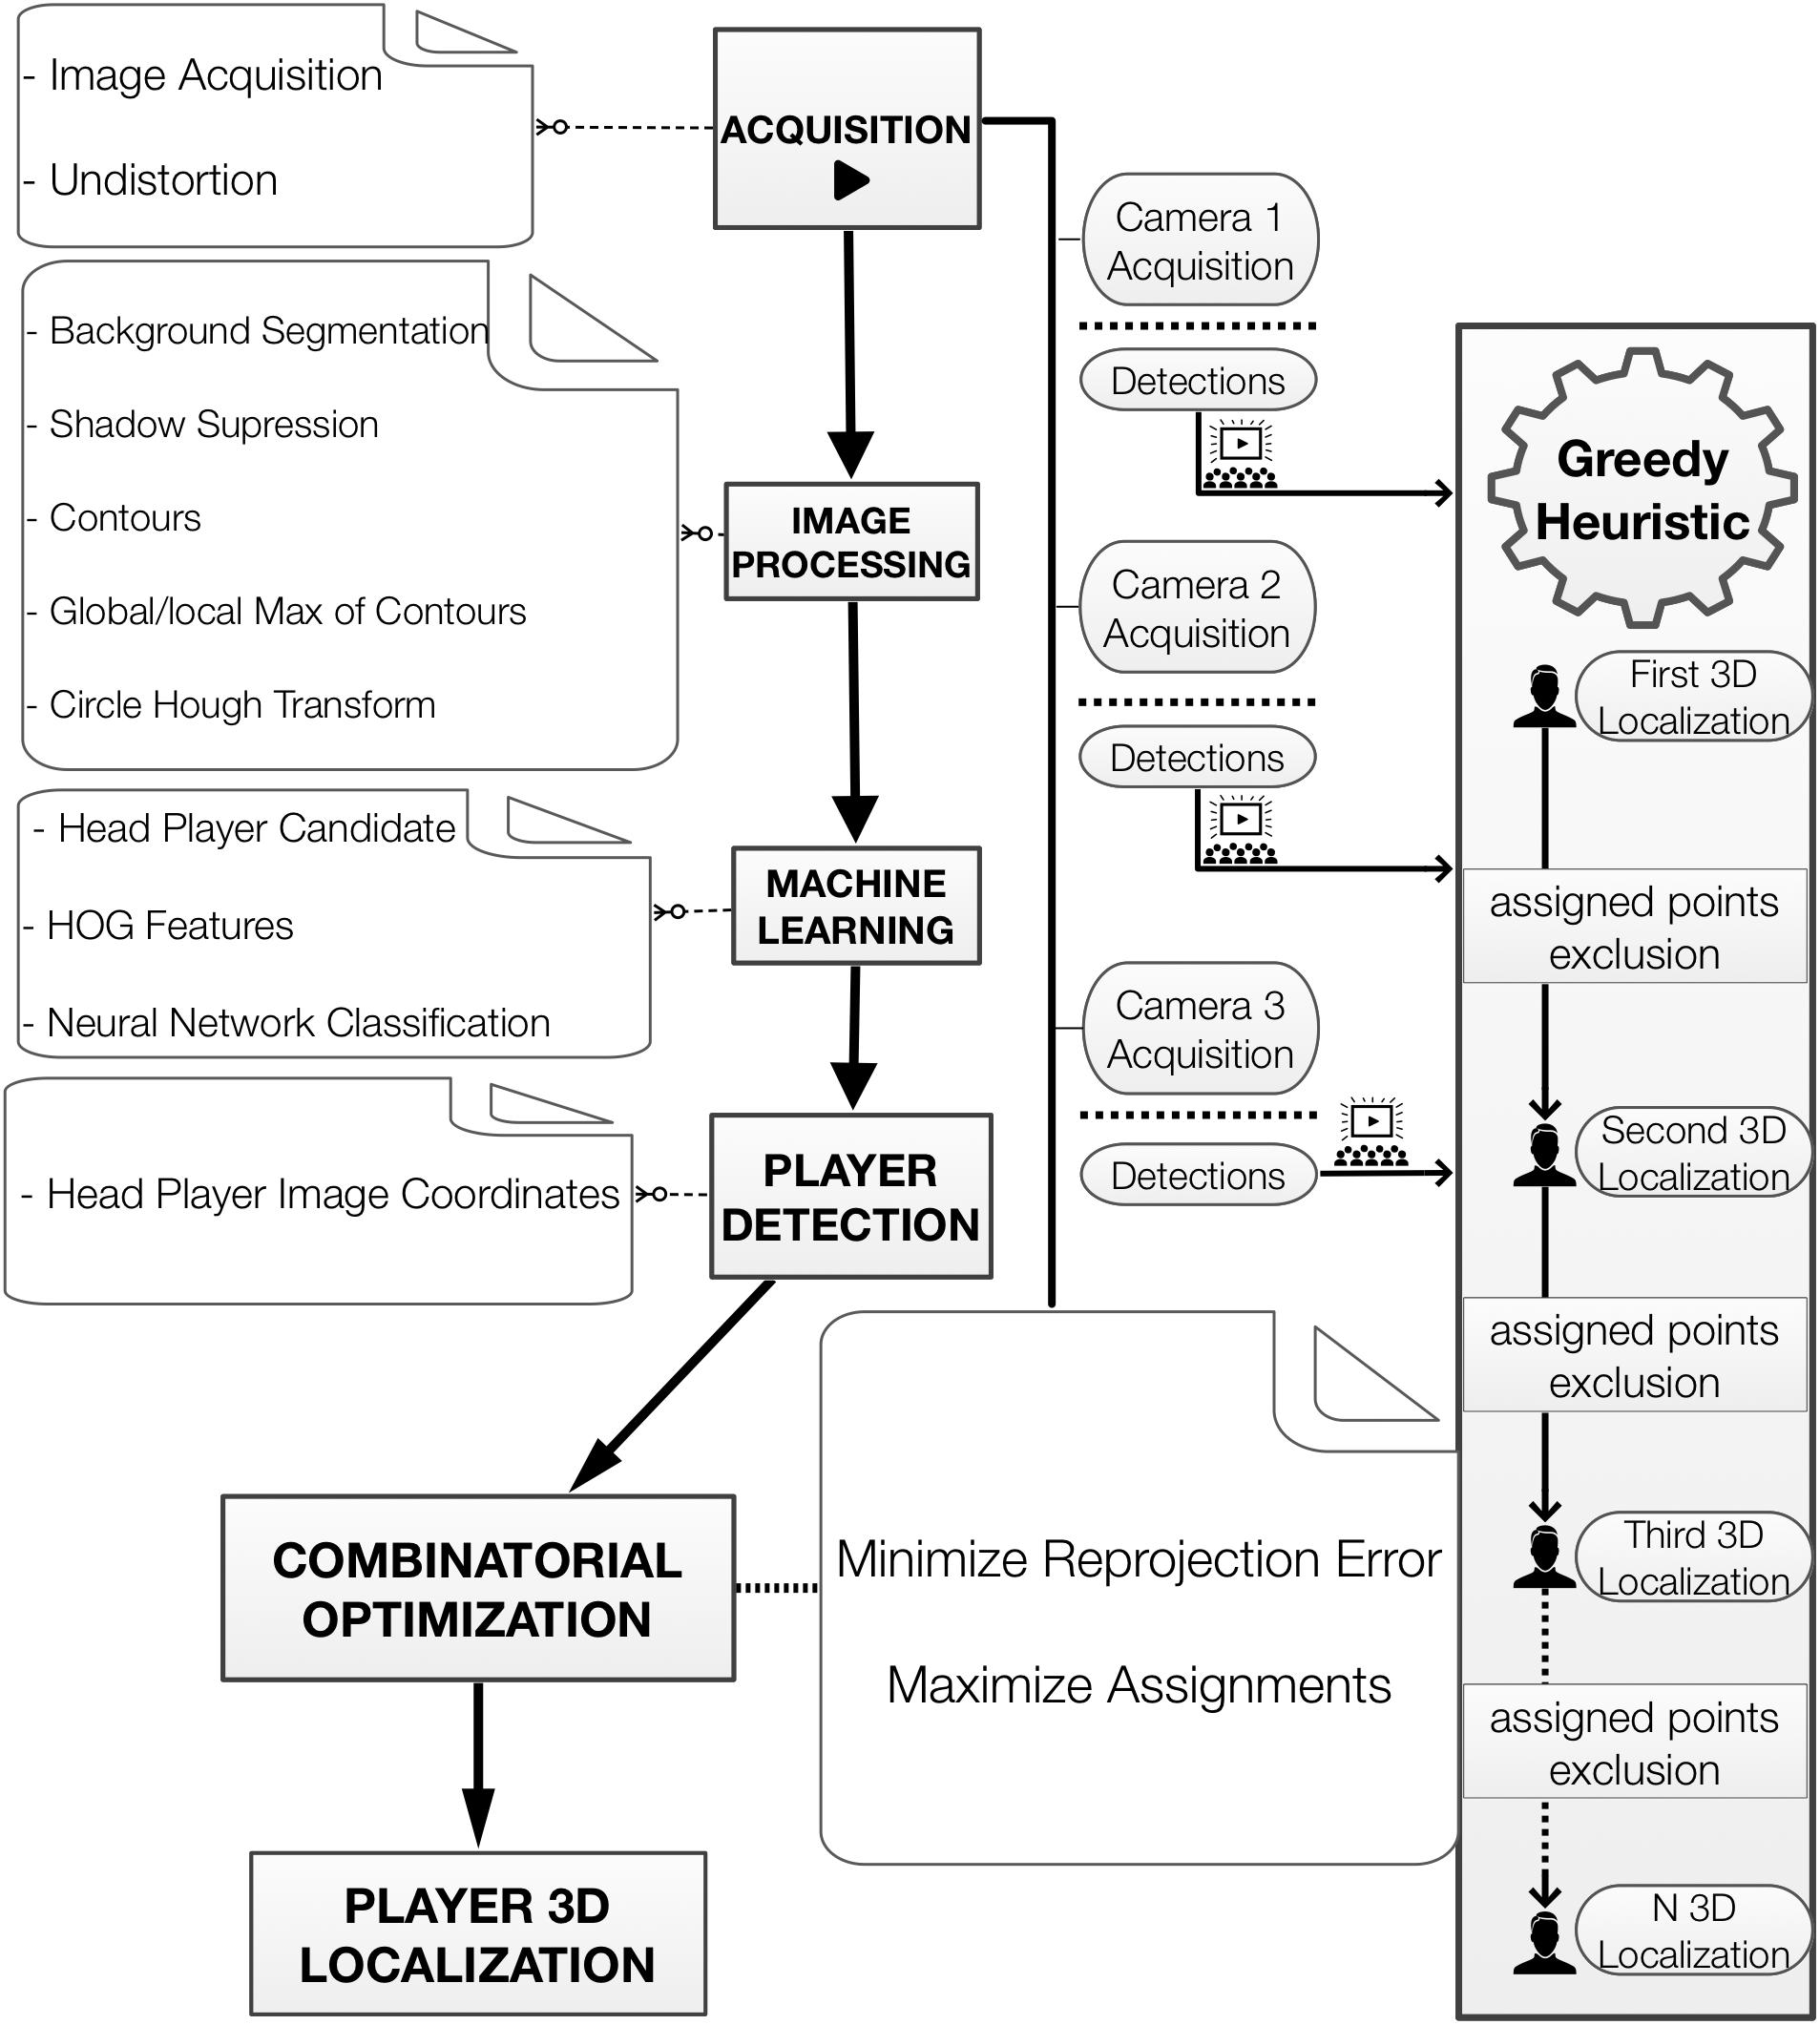 - Image Acquisition
- Undistortion
ACQUISITION
- Background Segmentation
- Shadow Supression
- Contours
- Global/local Max of Contours
- Circle Hough Transform
IMAGE
PROCESSING
- Head Player Candidate
- HOG Features
- Neural Network Classification
MACHINE
LEARNING
- Head Player Image Coordinates
PLAYER
DETECTION
COMBINATORIAL
OPTIMIZATION
Minimize Reprojection Error
Maximize Assignments
PLAYER 3D
LOCALIZATION
Camera 1
Acquisition
Detections
Camera 2
Acquisition
Detections
Camera 3
Acquisition
Detections
Greedy
Heuristic
First 3D
Localization
assigned points
exclusion
Second 3D
Localization
assigned points
exclusion
Third 3D
Localization
assigned points
exclusion
N 3D
Localization